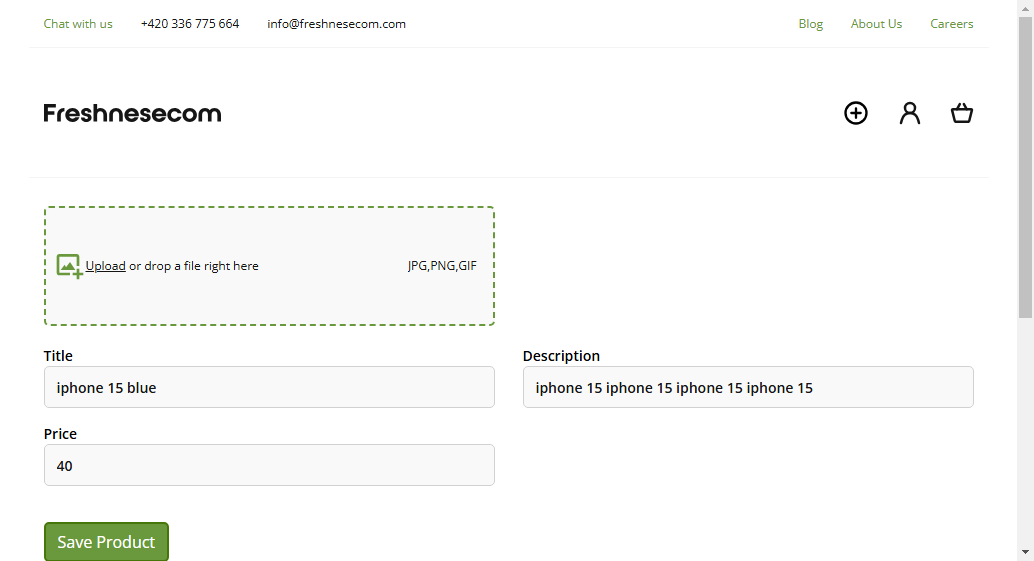 Chat with us +420 336 775 664 info@freshnesecom.com Blog About Us Careers
Freshnesecom
Upload or drop a file right here JPG,PNG,GIF
Title Description
iphone 15 blue iphone 15 iphone 15 iphone 15 iphone 15
Price
40
Save Product